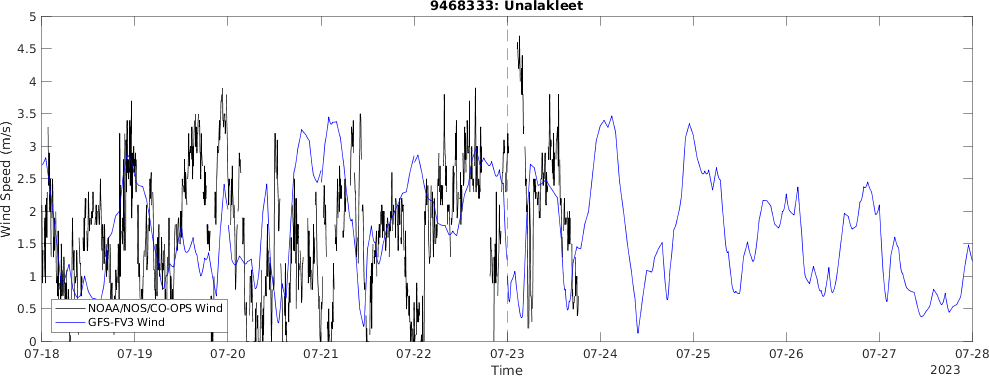 9468333: Unalakleet
Wind Speed (m/s)
5
4.5
4
3.5
3
2.5
2
1.5
1
0.5
0
NOAA/NOS/CO-OPS Wind
GFS-FV3 Wind
07-18 07-19 07-20 07-21 07-22 07-23 07-24 07-25 07-26 07-27 07-28
Time
2023